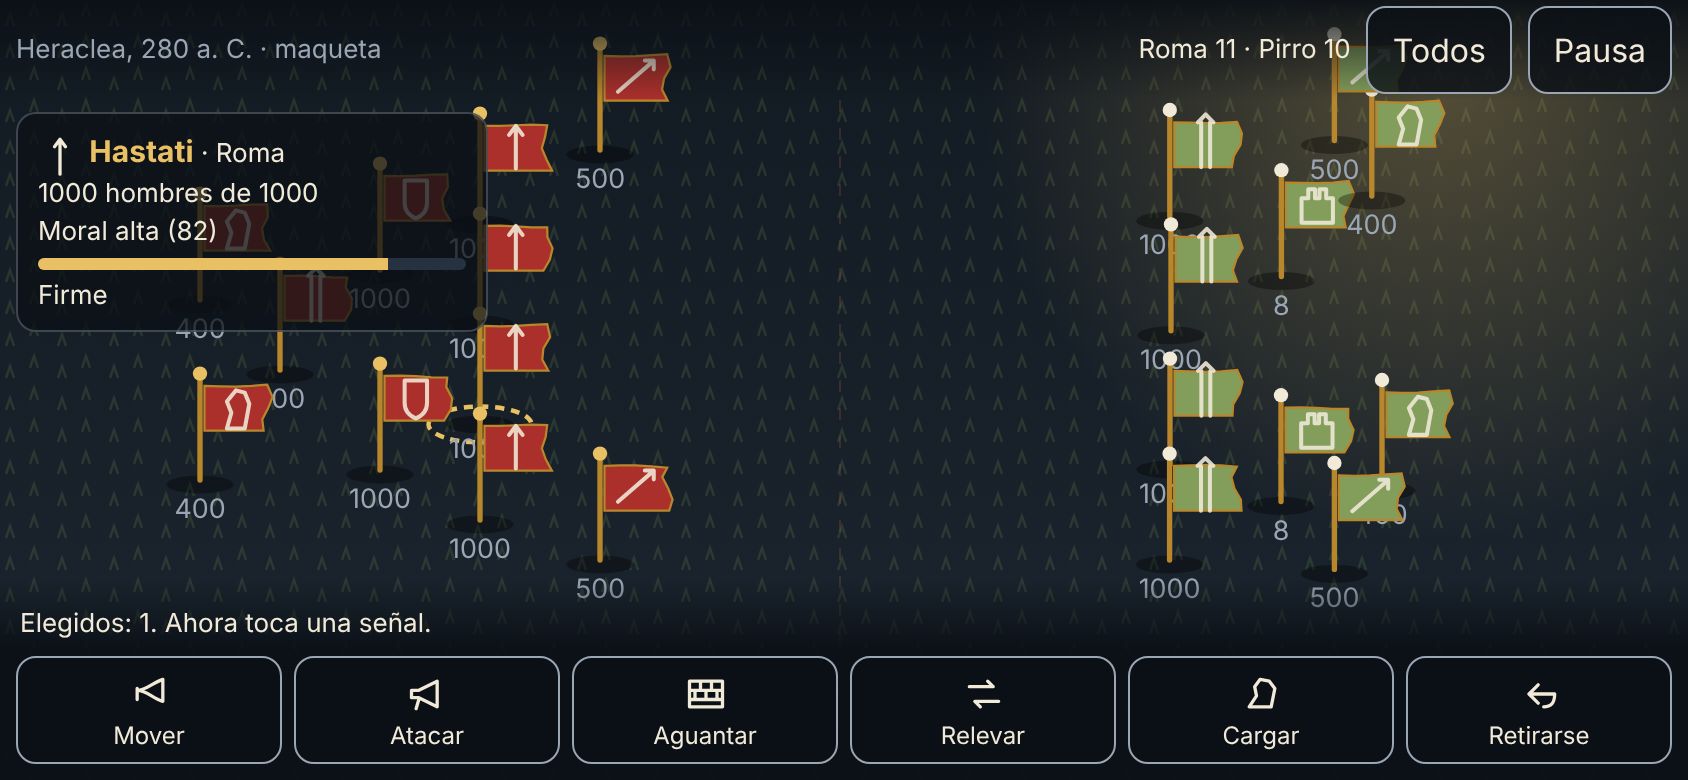 Heraclea, 280 a. C. · maqueta
Roma 11 · Pirro 10
Todos
Pausa
Hastati · Roma
1000 hombres de 1000
Moral alta (82)
Firme
500
500
400
8
400
1000
1000
400
1000
1000
500
8
1000
500
Elegidos: 1. Ahora toca una señal.
Mover
Atacar
Aguantar
Relevar
Cargar
Retirarse